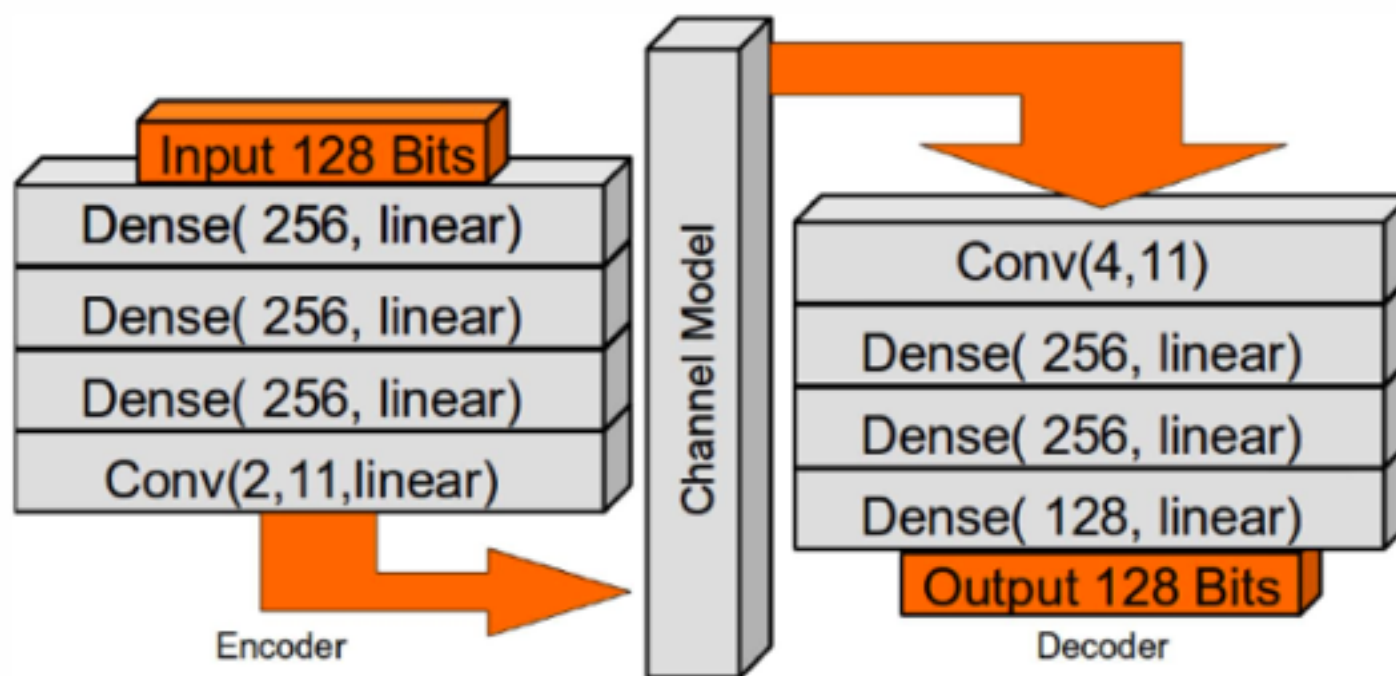 Input 128 Bits
Dense( 256, linear)
Dense( 256, linear)
Dense( 256, linear)
Conv(2,11,linear)
Encoder
Channel Model
Conv(4,11)
Dense( 256, linear)
Dense( 256, linear)
Dense( 128, linear)
Output 128 Bits
Decoder